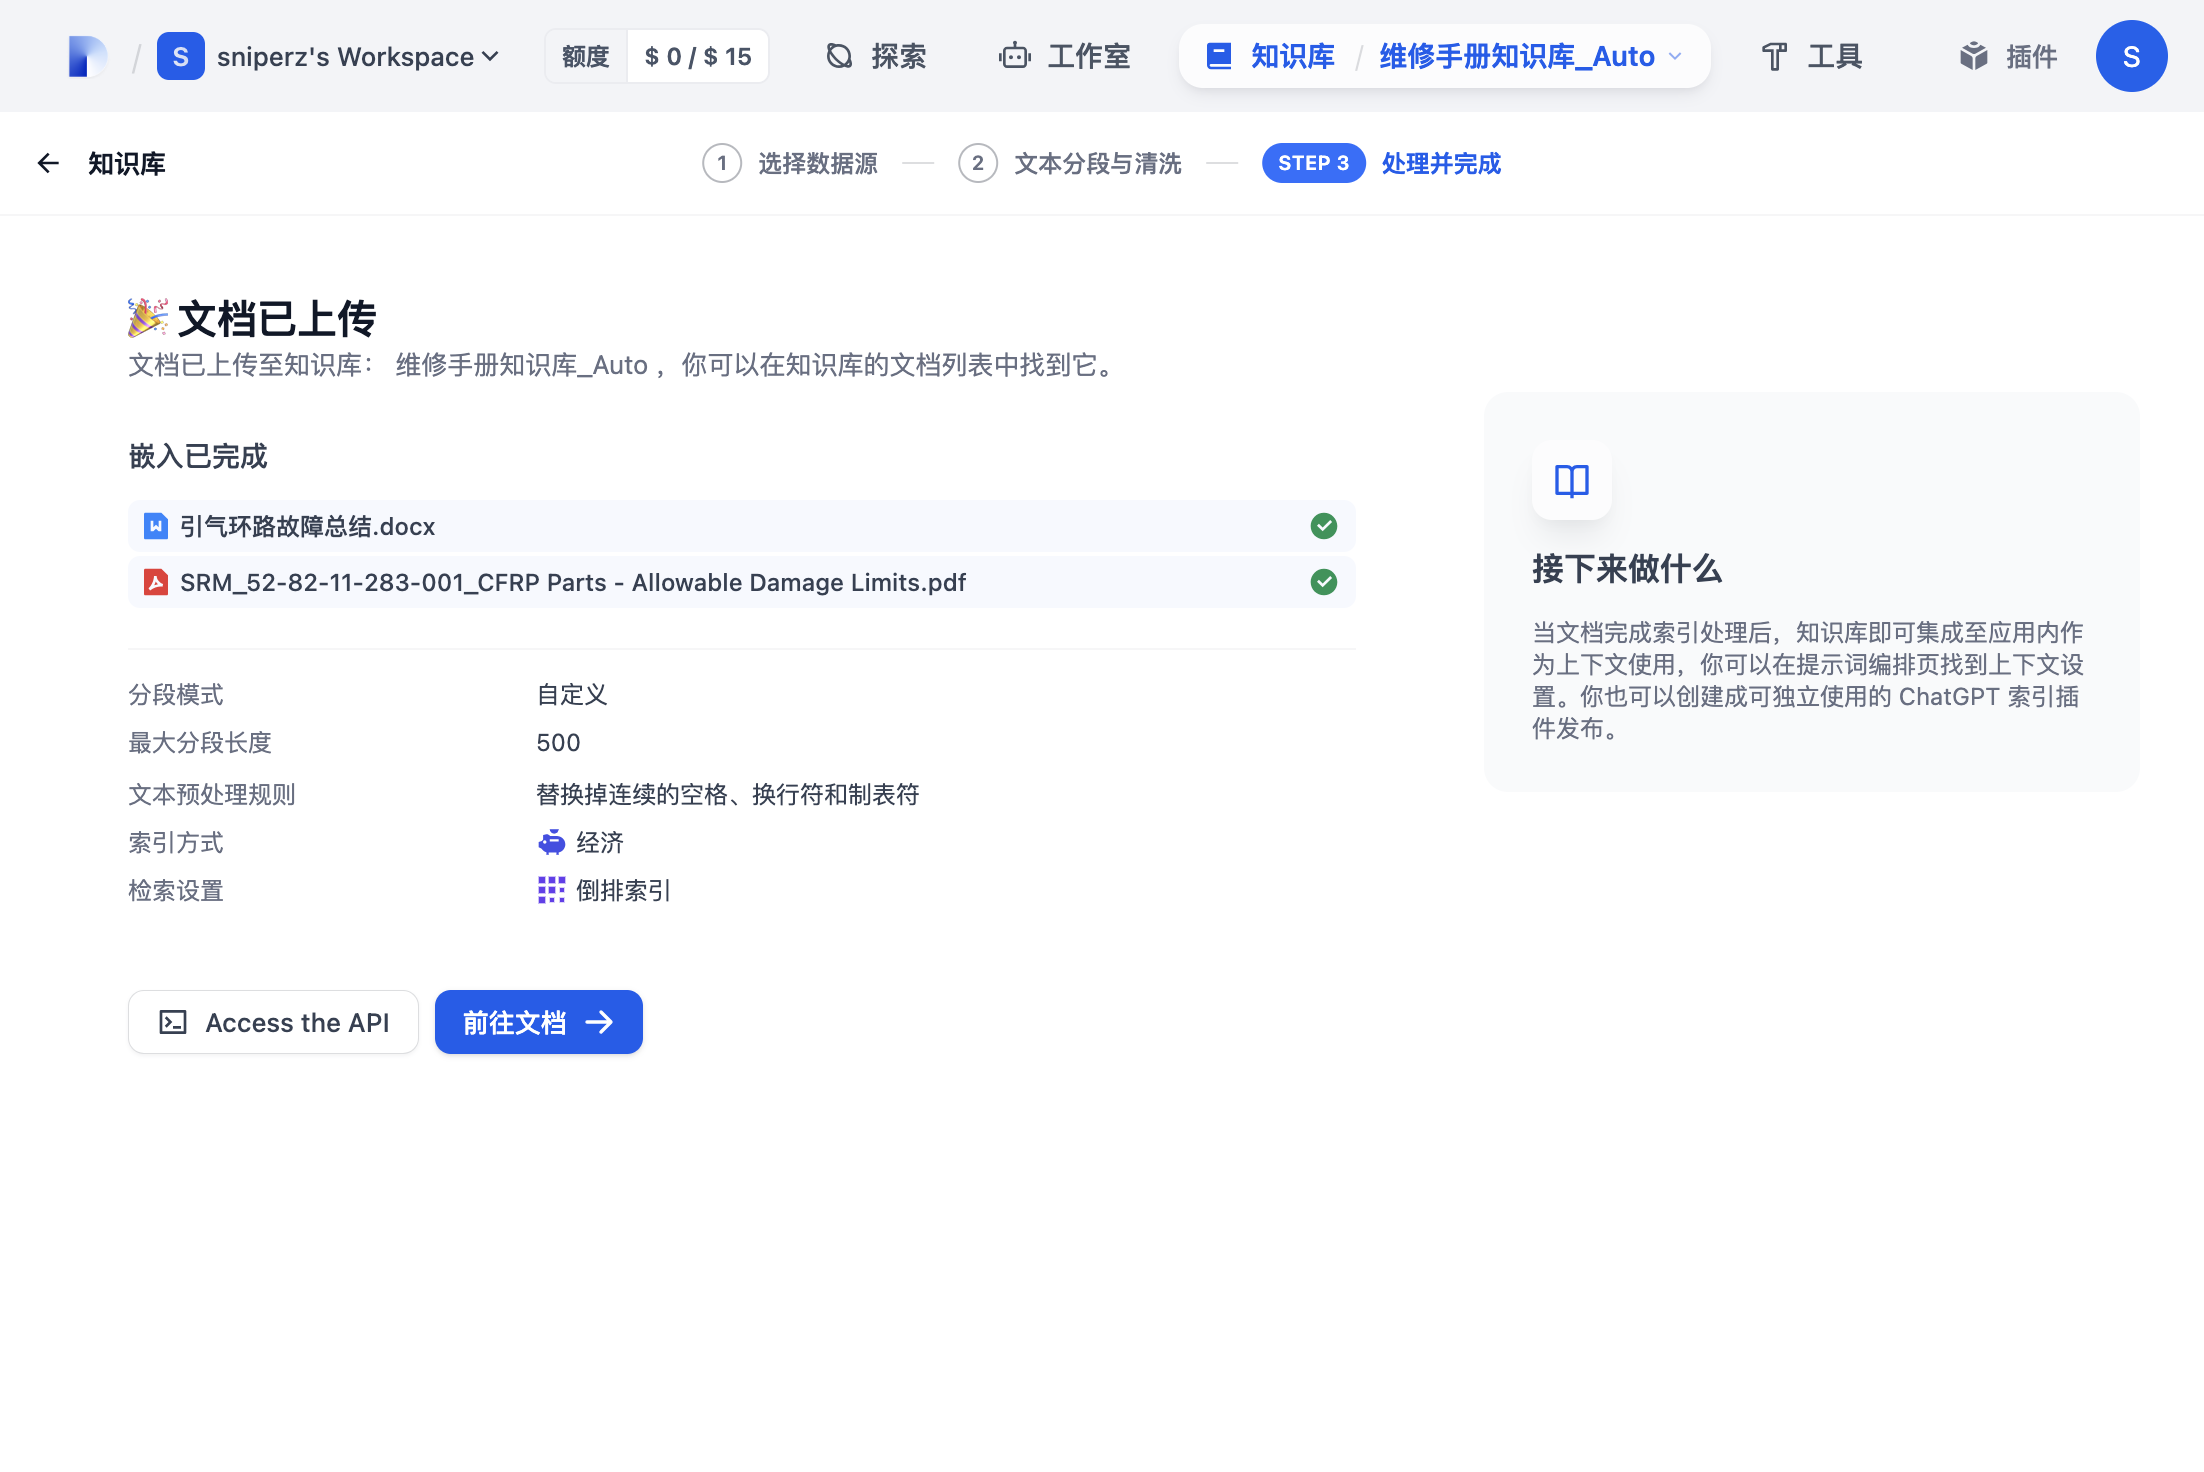 S sniperz's Workspace 额度 $ 0 / $ 15 探索 工作室 知识库 / 维修手册知识库_Auto 工具 插件 S
知识库 1 选择数据源 2 文本分段与清洗 STEP 3 处理并完成
文档已上传
文档已上传至知识库： 维修手册知识库_Auto ，你可以在知识库的文档列表中找到它。
嵌入已完成
引气环路故障总结.docx
SRM_52-82-11-283-001_CFRP Parts - Allowable Damage Limits.pdf
分段模式 自定义
最大分段长度 500
文本预处理规则 替换掉连续的空格、换行符和制表符
索引方式 经济
检索设置 倒排索引
Access the API 前往文档
接下来做什么
当文档完成索引处理后，知识库即可集成至应用内作
为上下文使用，你可以在提示词编排页找到上下文设
置。你也可以创建成可独立使用的 ChatGPT 索引插
件发布。